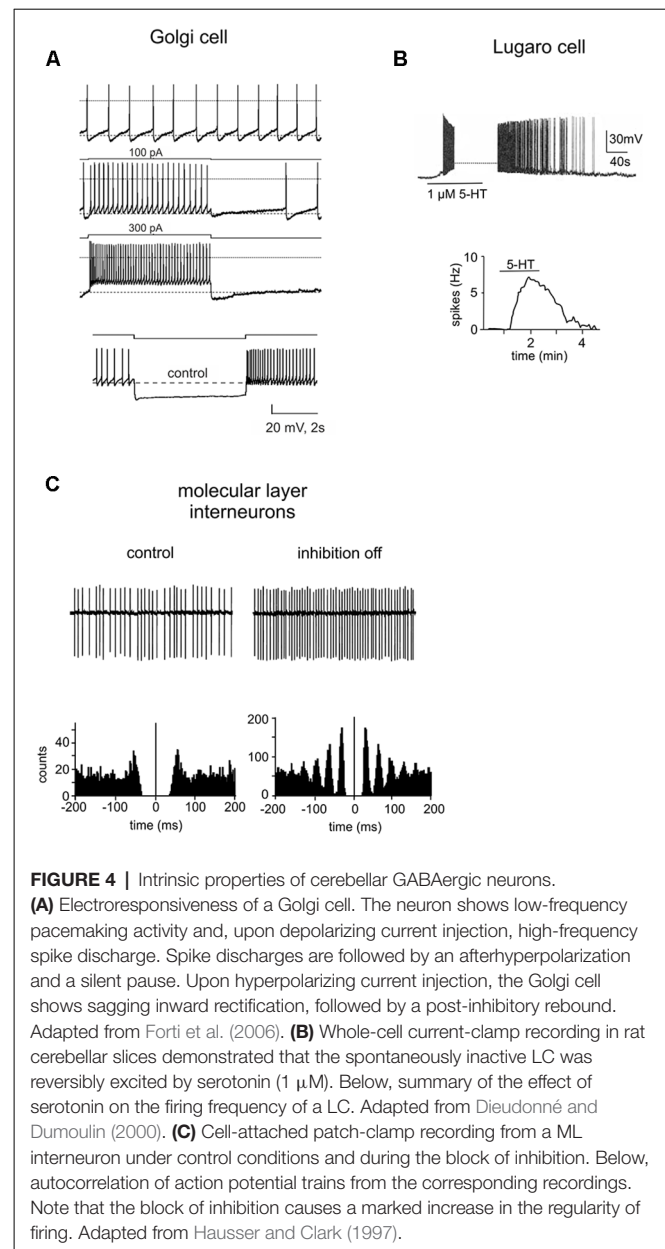 Golgi cell
Lugaro cell
A
B
100 pA
300 pA
control
20 mV, 2s
30mV
40s
1 µM 5-HT
5-HT
10
5
0
spikes (Hz)
2
4
time (min)
C
molecular layer
interneurons
control
inhibition off
40
20
0
counts
-200
-100
0
100
200
time (ms)
200
100
0
-200
-100
0
100
200
time (ms)
FIGURE 4 | Intrinsic properties of cerebellar GABAergic neurons.
(A) Electroresponsiveness of a Golgi cell. The neuron shows low-frequency
pacemaking activity and, upon depolarizing current injection, high-frequency
spike discharge. Spike discharges are followed by an afterhyperpolarization
and a silent pause. Upon hyperpolarizing current injection, the Golgi cell
shows sagging inward rectification, followed by a post-inhibitory rebound.
Adapted from Forti et al. (2006). (B) Whole-cell current-clamp recording in rat
cerebellar slices demonstrated that the spontaneously inactive LC was
reversibly excited by serotonin (1 µM). Below, summary of the effect of
serotonin on the firing frequency of a LC. Adapted from Dieudonné and
Dumoulin (2000). (C) Cell-attached patch-clamp recording from a ML
interneuron under control conditions and during the block of inhibition. Below,
autocorrelation of action potential trains from the corresponding recordings.
Note that the block of inhibition causes a marked increase in the regularity of
firing. Adapted from Hausser and Clark (1997).